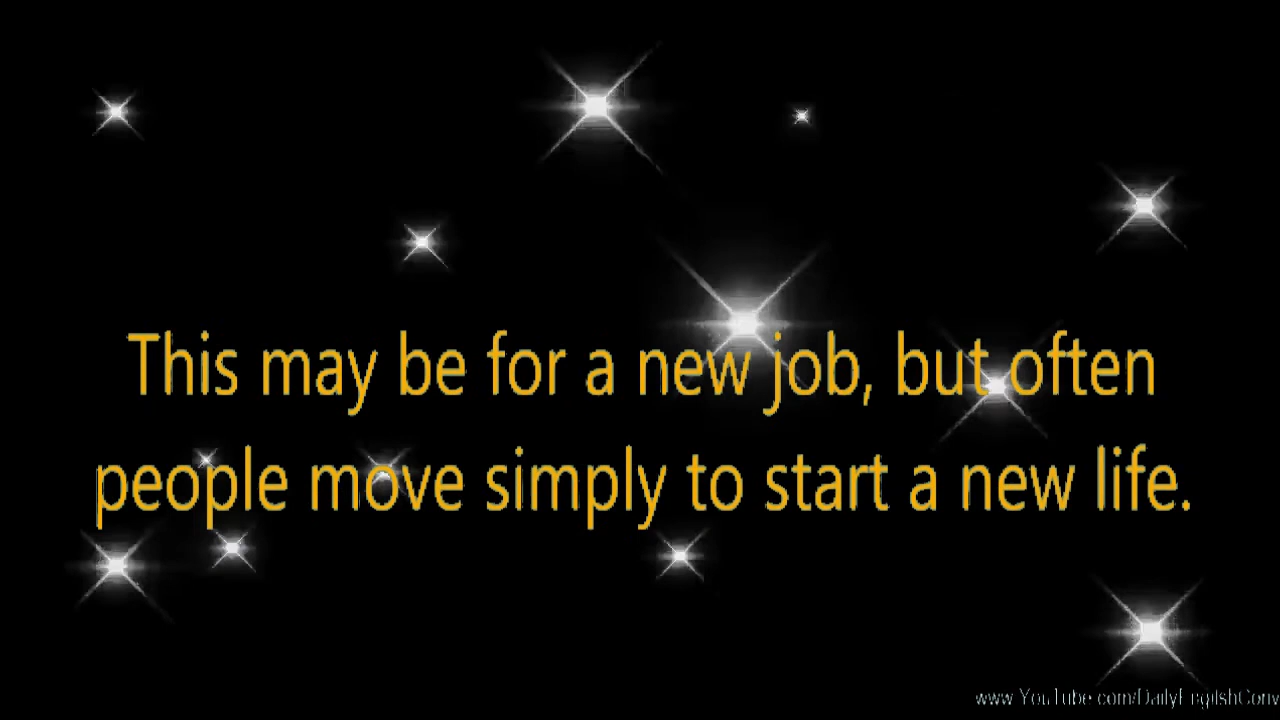 This may be for a new job, but often
people move simply to start a new life.
www.YouTube.com/DailyEnglishConv